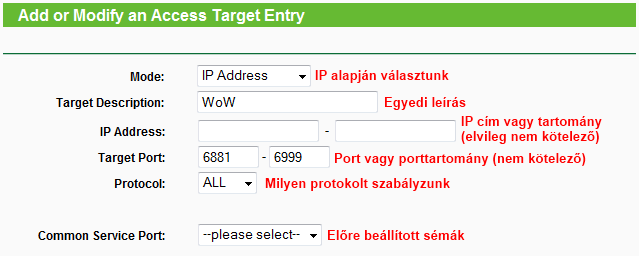 Add or Modify an Access Target Entry
Mode: IP Address IP alapján választunk
Target Description: WoW Egyedi leírás
IP Address: - IP cím vagy tartomány
(elvileg nem kötelező)
Target Port: 6881 - 6999 Port vagy porttartomány (nem kötelező)
Protocol: ALL Milyen protokolt szabályzunk
Common Service Port: --please select-- Előre beállított sémák